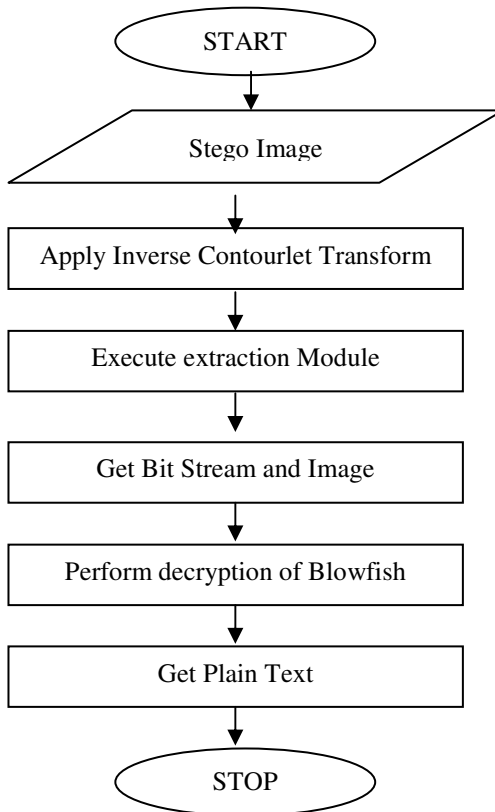 START
Stego Image
Apply Inverse Contourlet Transform
Execute extraction Module
Get Bit Stream and Image
Perform decryption of Blowfish
Get Plain Text
STOP